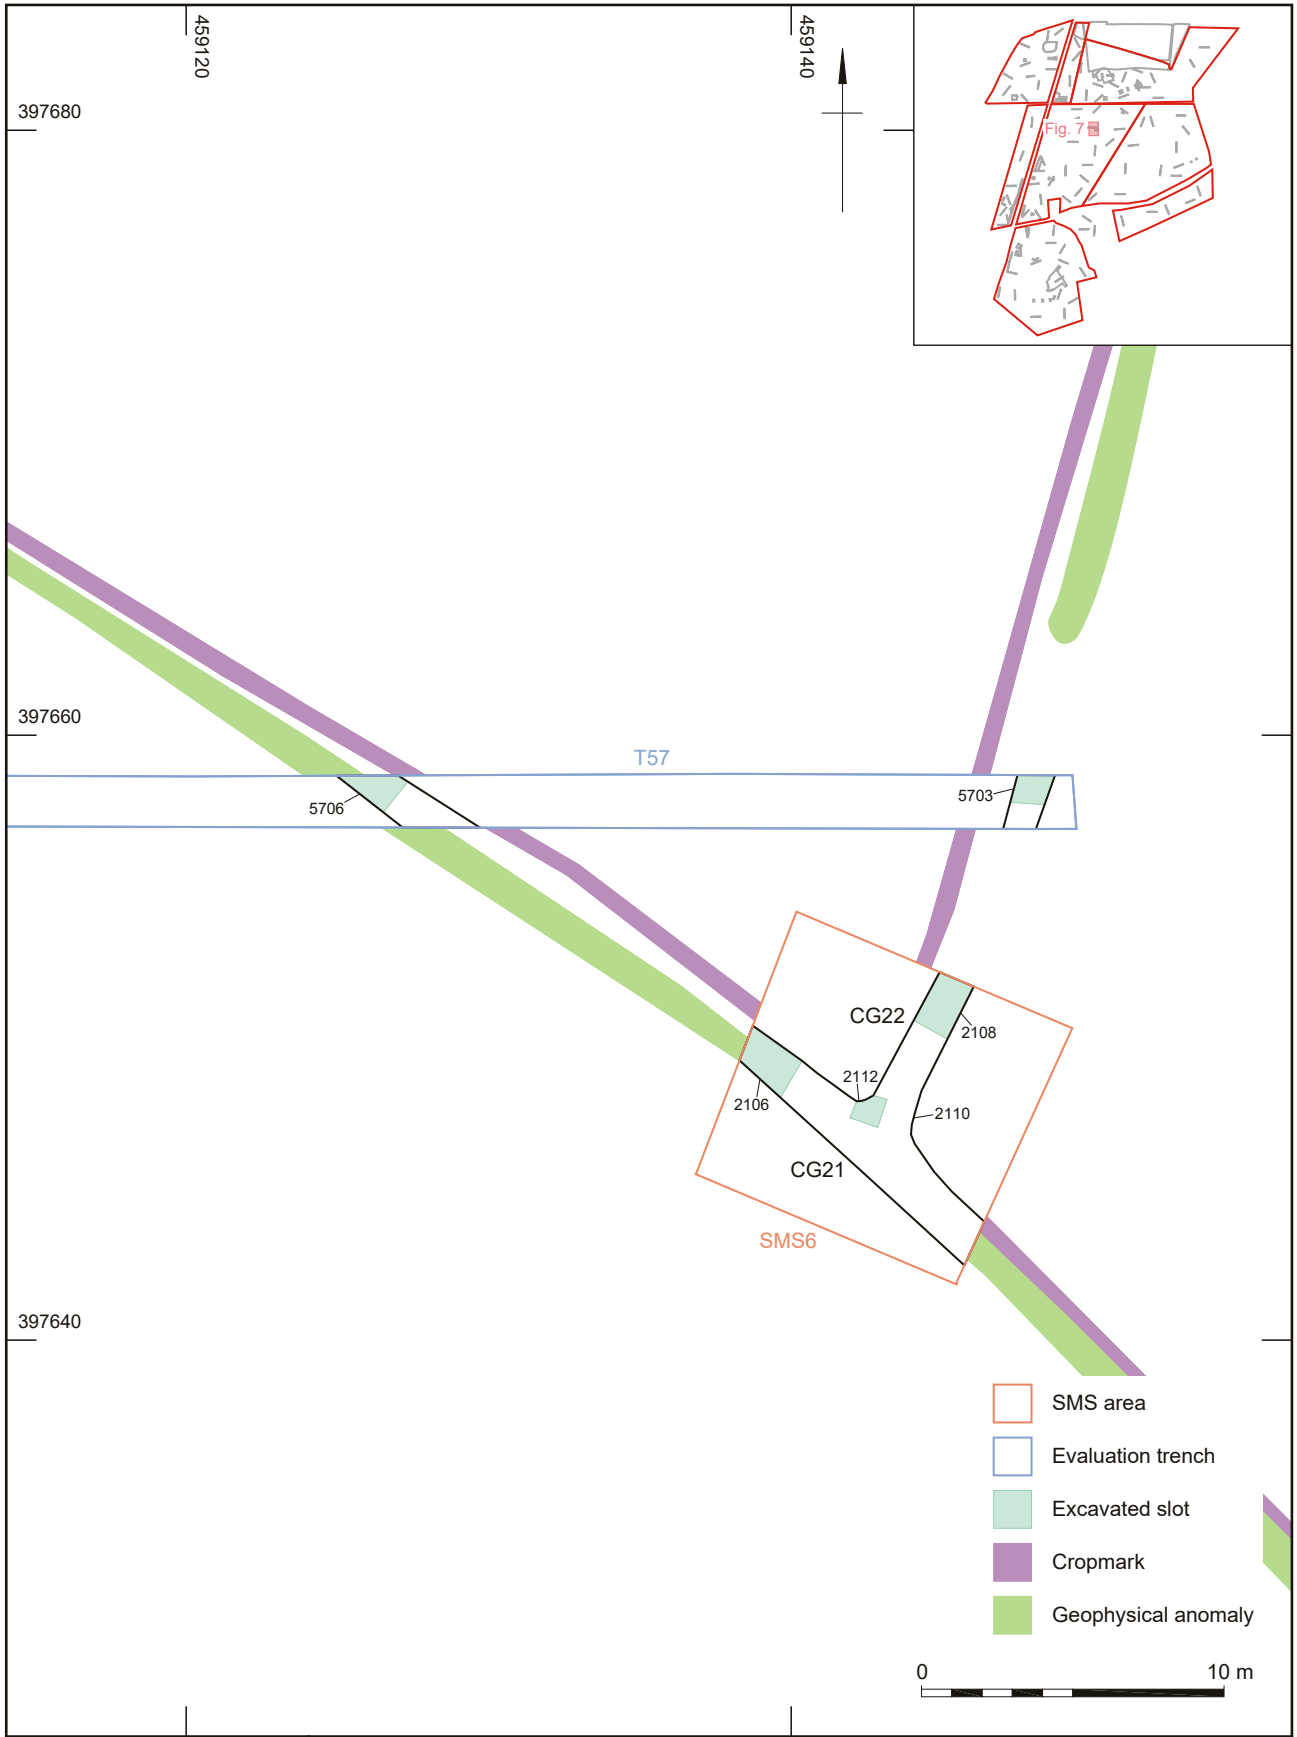 459120
459140
397680
Fig. 7
397660
T57
5706
5703
CG22
2108
2112
2106
2110
CG21
SMS6
397640
SMS area
Evaluation trench
Excavated slot
Cropmark
Geophysical anomaly
0 10 m